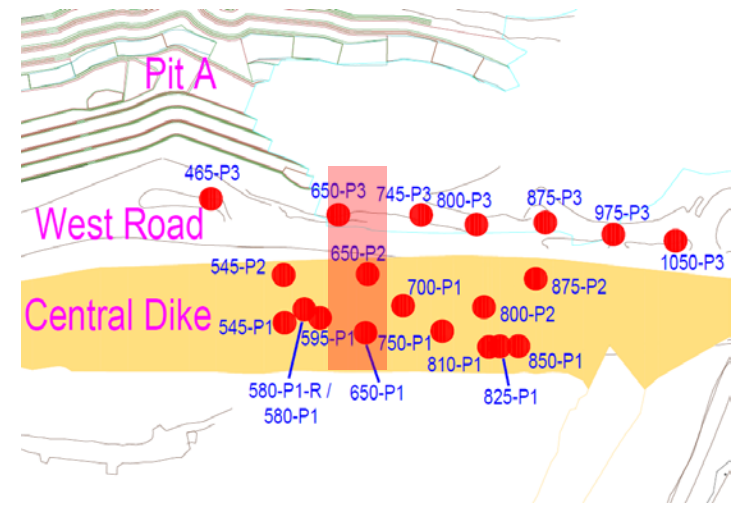 Pit A
465-P3
650-P3
745-P3
800-P3
875-P3
975-P3
1050-P3
West Road
545-P2
650-P2
875-P2
700-P1
800-P2
Central Dike
545-P1
595-P1
750-P1
810-P1
850-P1
580-P1-R /
580-P1
650-P1
825-P1